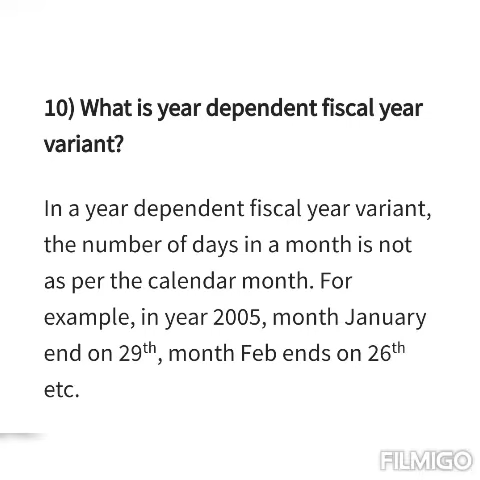 10) What is year dependent fiscal year
variant?
In a year dependent fiscal year variant,
the number of days in a month is not
as per the calendar month. For
example, in year 2005, month January
end on 29th, month Feb ends on 26th
etc.
FILMIGO